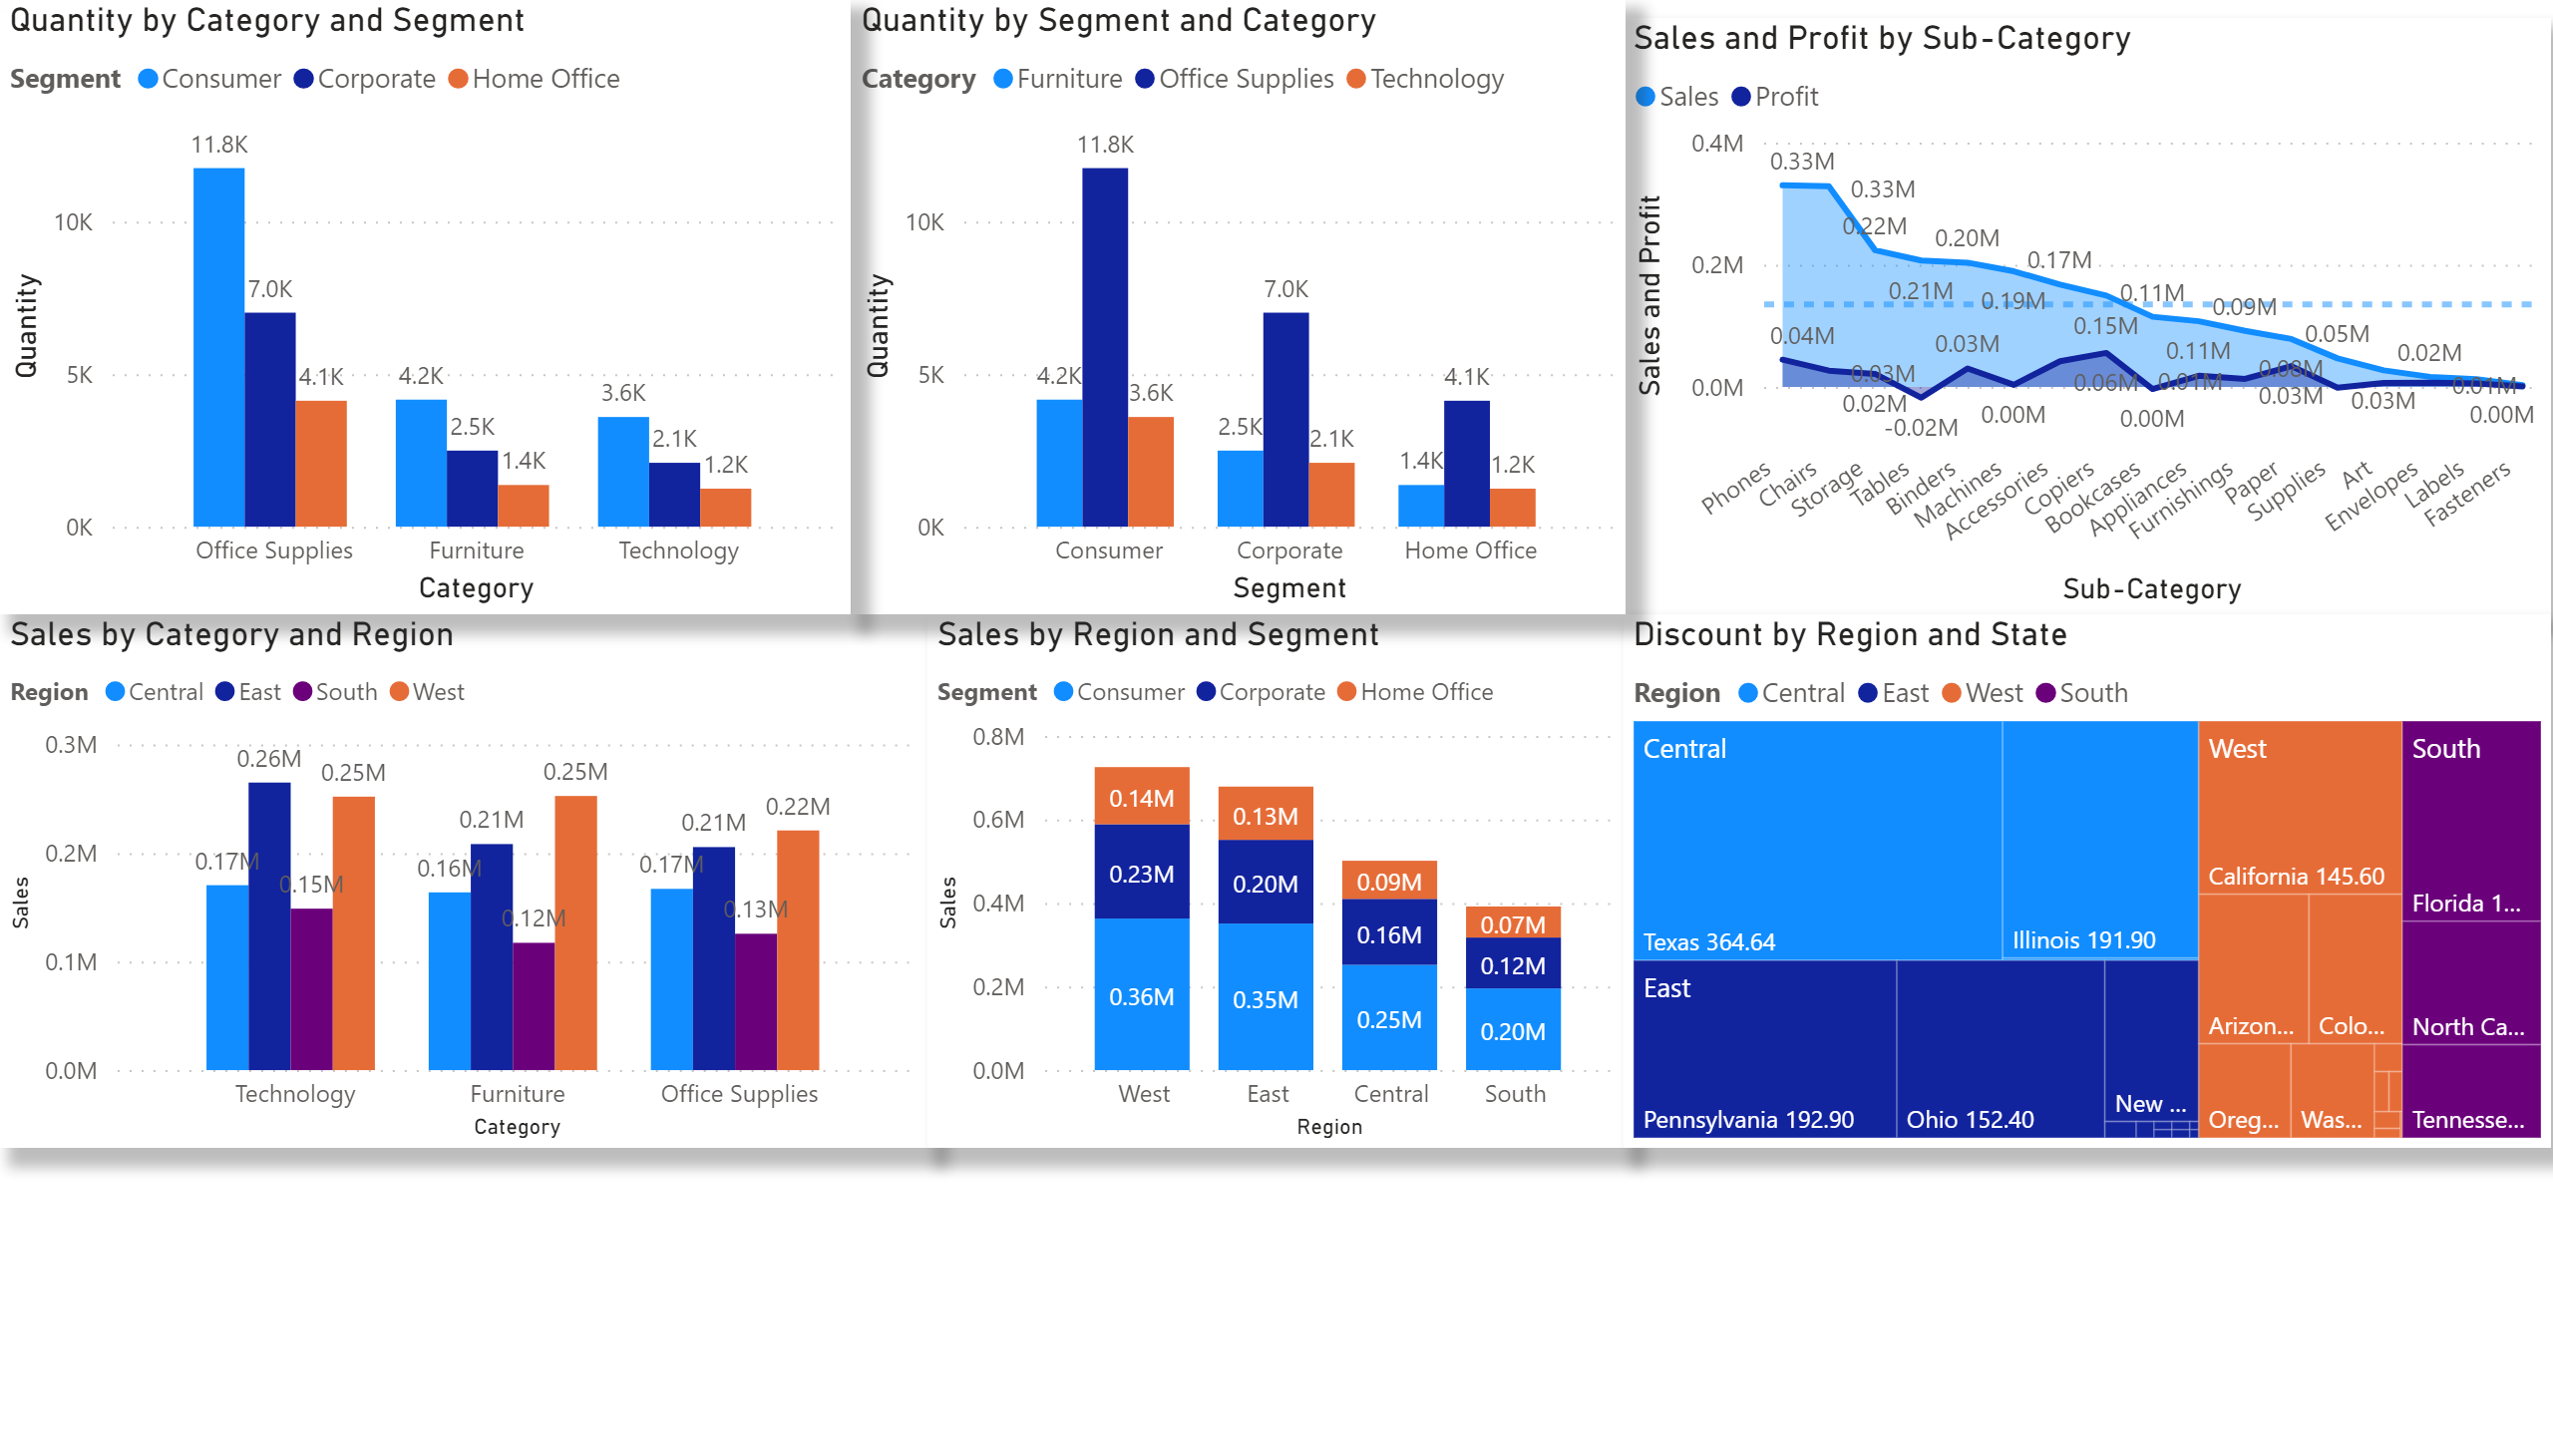 Quantity by Category and Segment
Segment Consumer Corporate Home Office
11.8K
10K
7.0K
5K
4.1K
4.2K
2.5K
1.4K
3.6K
2.1K
1.2K
0K
Quantity
Office Supplies Furniture Technology
Category
Quantity by Segment and Category
Category Furniture Office Supplies Technology
11.8K
10K
7.0K
5K
4.2K
3.6K
2.5K
2.1K
4.1K
1.4K
1.2K
0K
Quantity
Consumer Corporate Home Office
Segment
Sales and Profit by Sub-Category
Sales Profit
0.4M
0.33M
0.33M
0.22M
0.20M
0.17M
0.2M
0.21M
0.19M
0.11M
0.09M
0.15M
0.05M
0.04M
0.03M
0.11M
0.02M
0.03M
0.08M
0.0M
0.06M
0.01M
0.01M
0.02M
0.03M
0.03M
-0.02M
0.00M
0.00M
0.00M
Sales and Profit
Phones
Chairs
Storage
Tables
Binders
Machines
Accessories
Copiers
Bookcases
Appliances
Furnishings
Paper
Supplies
Art
Envelopes
Labels
Fasteners
Sub-Category
Sales by Category and Region
Region Central East South West
0.3M
0.26M
0.25M
0.25M
0.21M
0.21M
0.22M
0.2M
0.17M
0.15M
0.16M
0.12M
0.17M
0.13M
0.1M
0.0M
Sales
Technology Furniture Office Supplies
Category
Sales by Region and Segment
Segment Consumer Corporate Home Office
0.8M
0.14M
0.13M
0.6M
0.23M
0.20M
0.09M
0.4M
0.16M
0.07M
0.12M
0.36M
0.35M
0.25M
0.20M
0.2M
0.0M
Sales
West East Central South
Region
Discount by Region and State
Region Central East West South
Central
Texas 364.64
Illinois 191.90
East
Pennsylvania 192.90
Ohio 152.40
New ...
West
California 145.60
Arizon...
Colo...
Oreg...
Was...
South
Florida 1...
North Ca...
Tennesse...